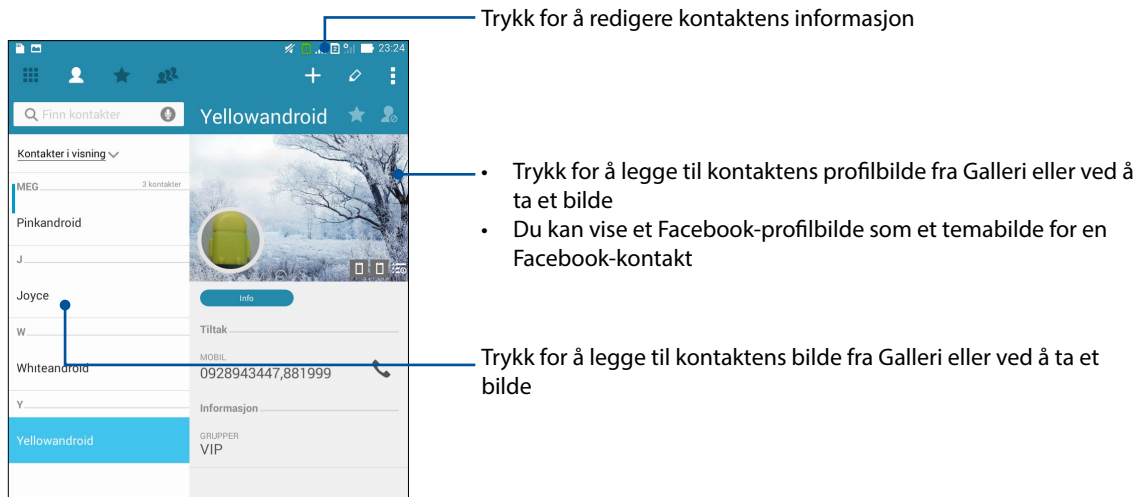 Trykk for å redigere kontaktens informasjon
23:24
Finn kontakter
Yellowandroid
Kontakter i visning
MEG 3 kontakter
Pinkandroid
J
Joyce
W
Whiteandroid
Y
Yellowandroid
Info
Tiltak
MOBIL
0928943447,881999
Informasjon
GRUPPER
VIP
• Trykk for å legge til kontaktens profilbilde fra Galleri eller ved å
ta et bilde
• Du kan vise et Facebook-profilbilde som et temabilde for en
Facebook-kontakt
Trykk for å legge til kontaktens bilde fra Galleri eller ved å ta et
bilde